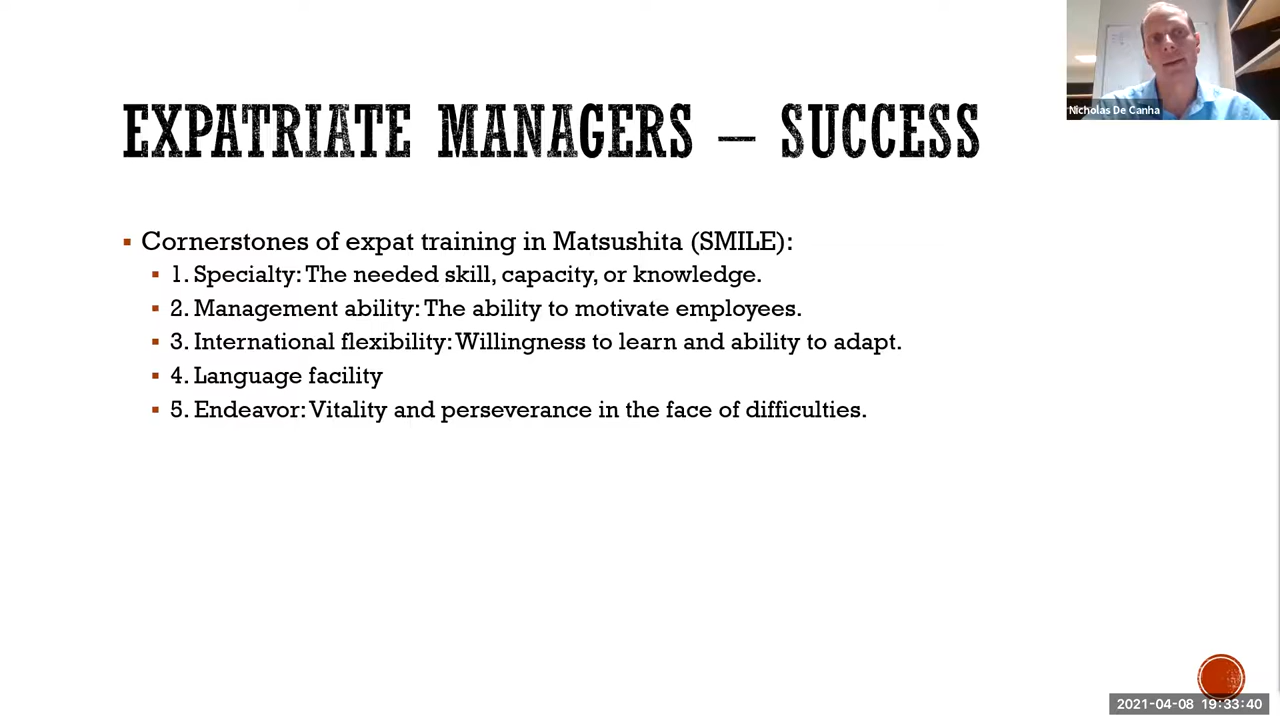 Nicholas De Canha
EXPATRIATE MANAGERS – SUCCESS
Cornerstones of expat training in Matsushita (SMILE):
1. Specialty: The needed skill, capacity, or knowledge.
2. Management ability: The ability to motivate employees.
3. International flexibility: Willingness to learn and ability to adapt.
4. Language facility
5. Endeavor: Vitality and perseverance in the face of difficulties.
2021-04-08 19:33:40